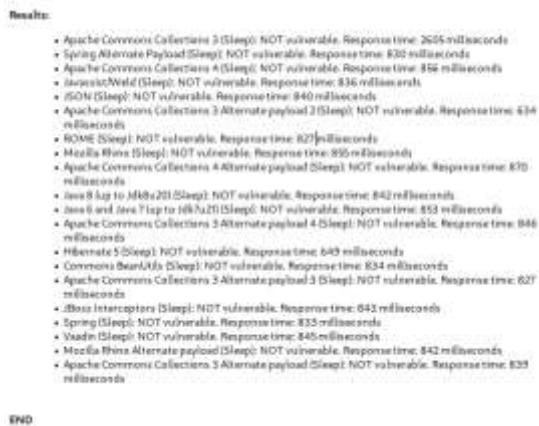 Results:
• Apache Commons Collections 3 (Sleep): NOT vulnerable. Response time: 2605 milliseconds
• Spring Alternate Payload (Sleep): NOT vulnerable. Response time: 830 milliseconds
• Apache Commons Collections 4 (Sleep): NOT vulnerable. Response time: 856 milliseconds
• Javassist/Weld (Sleep): NOT vulnerable. Response time: 836 milliseconds
• JSON (Sleep): NOT vulnerable. Response time: 840 milliseconds
• Apache Commons Collections 3 Alternate payload 2 (Sleep): NOT vulnerable. Response time: 634
milliseconds
• ROME (Sleep): NOT vulnerable. Response time: 827 milliseconds
• Mozilla Rhino (Sleep): NOT vulnerable. Response time: 855 milliseconds
• Apache Commons Collections 4 Alternate payload (Sleep): NOT vulnerable. Response time: 870
milliseconds
• Java 8 (up to Jdk8u20) (Sleep): NOT vulnerable. Response time: 842 milliseconds
• Java 6 and Java 7 (up to Jdk7u21) (Sleep): NOT vulnerable. Response time: 853 milliseconds
• Apache Commons Collections 3 Alternate payload 4 (Sleep): NOT vulnerable. Response time: 846
milliseconds
• Hibernate 5 (Sleep): NOT vulnerable. Response time: 649 milliseconds
• Commons BeanUtils (Sleep): NOT vulnerable. Response time: 834 milliseconds
• Apache Commons Collections 3 Alternate payload 3 (Sleep): NOT vulnerable. Response time: 827
milliseconds
• JBoss Interceptors (Sleep): NOT vulnerable. Response time: 843 milliseconds
• Spring (Sleep): NOT vulnerable. Response time: 833 milliseconds
• Vaadin (Sleep): NOT vulnerable. Response time: 845 milliseconds
• Mozilla Rhino Alternate payload (Sleep): NOT vulnerable. Response time: 842 milliseconds
• Apache Commons Collections 3 Alternate payload (Sleep): NOT vulnerable. Response time: 839
milliseconds
END